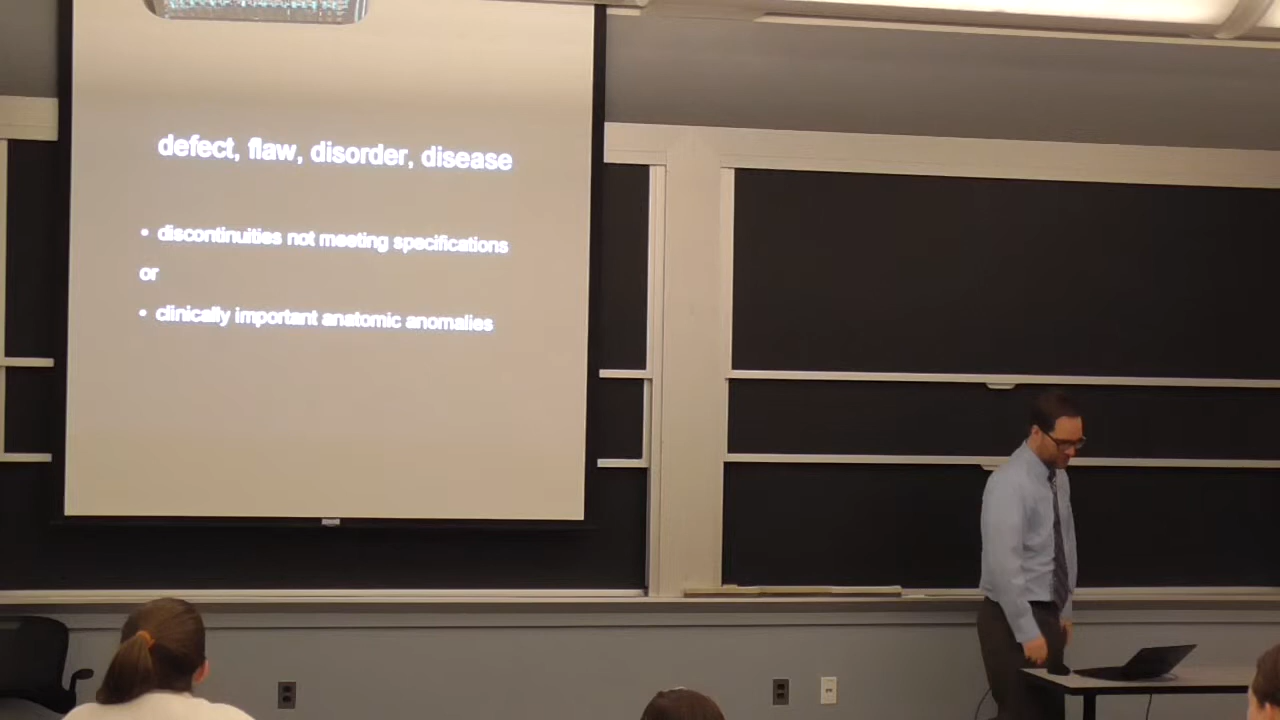 defect, flaw, disorder, disease
• discontinuities not meeting specifications
or
• clinically important anatomic anomalies